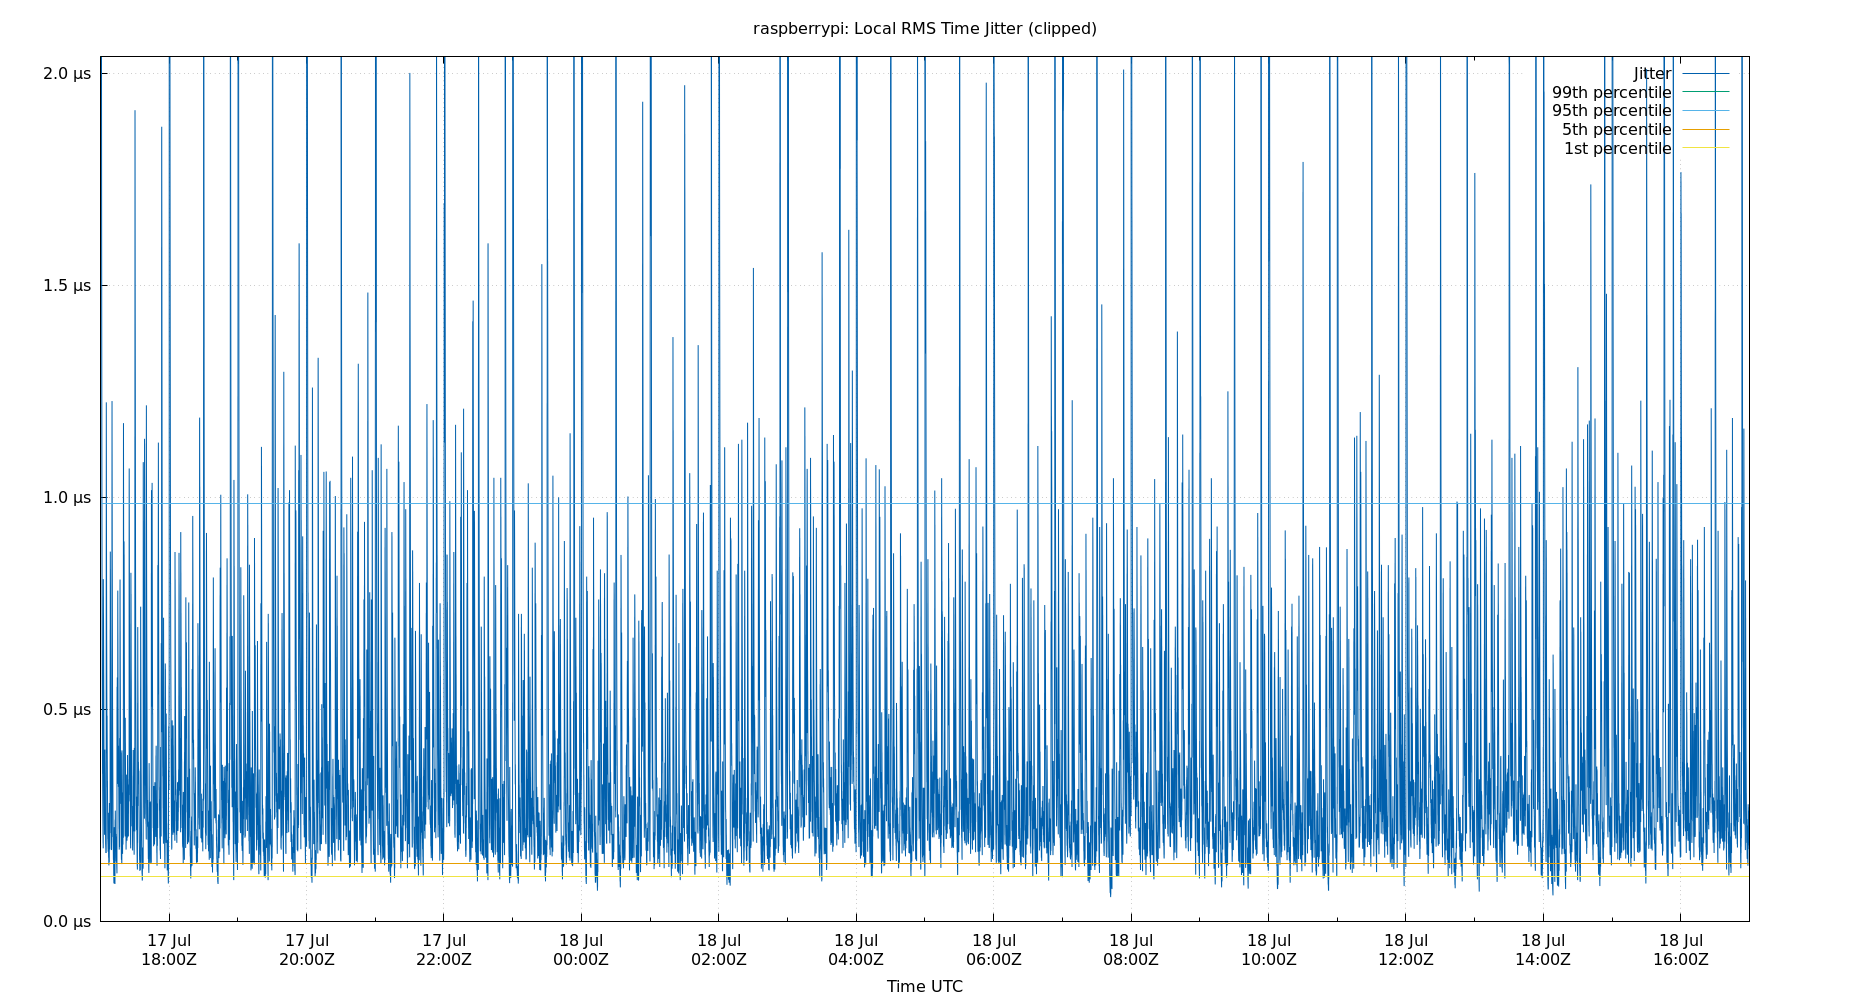 raspberrypi: Local RMS Time Jitter (clipped)
2.0 µs
1.5 µs
1.0 µs
0.5 µs
0.0 µs
Jitter
99th percentile
95th percentile
5th percentile
1st percentile
17 Jul 17 Jul 17 Jul 18 Jul 18 Jul 18 Jul 18 Jul 18 Jul 18 Jul 18 Jul 18 Jul 18 Jul
18:00Z 20:00Z 22:00Z 00:00Z 02:00Z 04:00Z 06:00Z 08:00Z 10:00Z 12:00Z 14:00Z 16:00Z
Time UTC